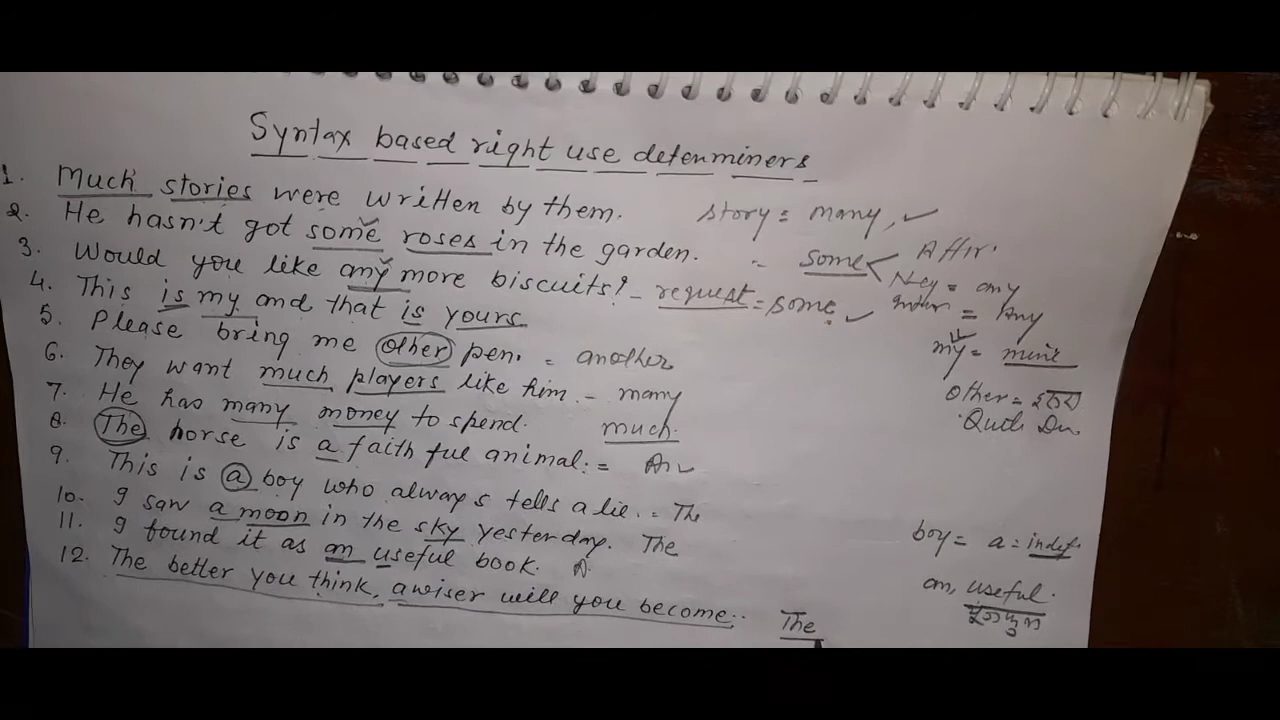 Syntax based right use determiners
1. Much stories were written by them. story = many,
2. He hasn't got some roses in the garden. - some Affir.
Neg = any
3. Would you like any more biscuits? - request = some = Any
4. This is my and that is yours my = mine
5. Please bring me other pen. = another
6. They want much players like him. - many other =
7. He has many money to spend. much.
8. The horse is a faithful animal. = An
9. This is a boy who always tells a lie. = The
10. I saw a moon in the sky yesterday. The boy = a = indef.
11. I found it as an useful book. A an, useful.
12. The better you think, a wiser will you become. The